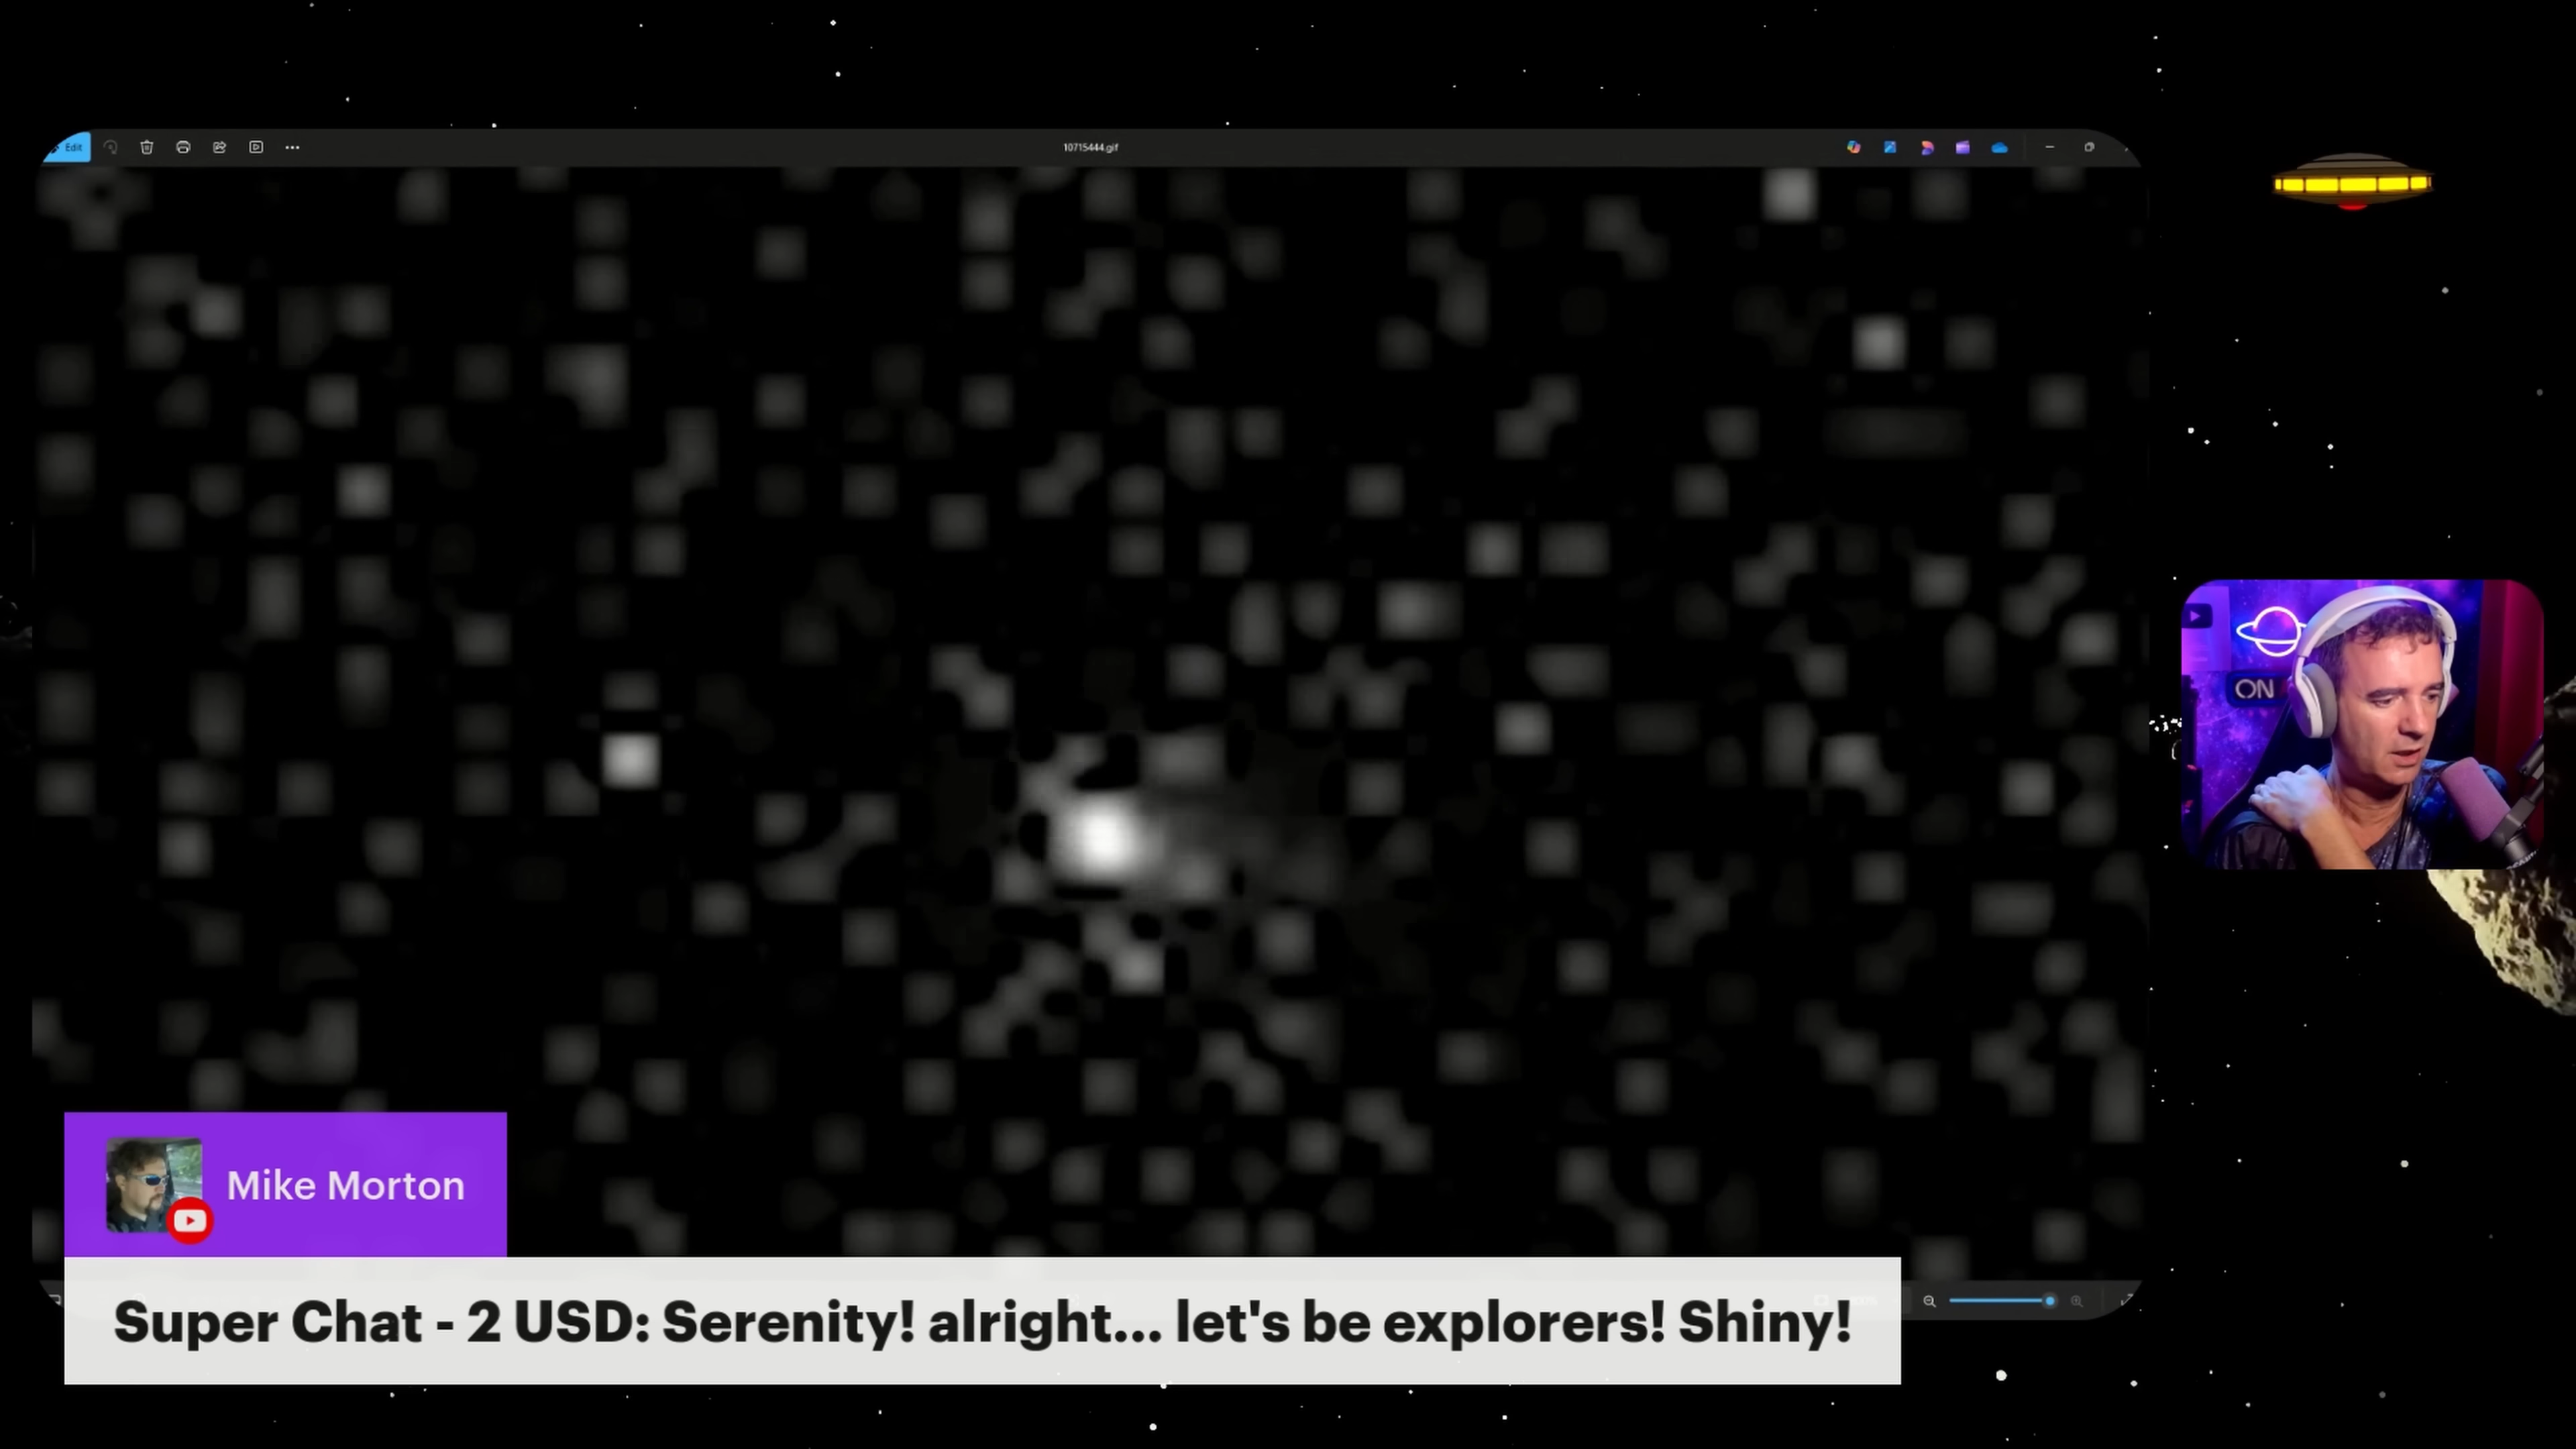 Edit
10715444.gif
ON
Mike Morton
Super Chat - 2 USD: Serenity! alright... let's be explorers! Shiny!